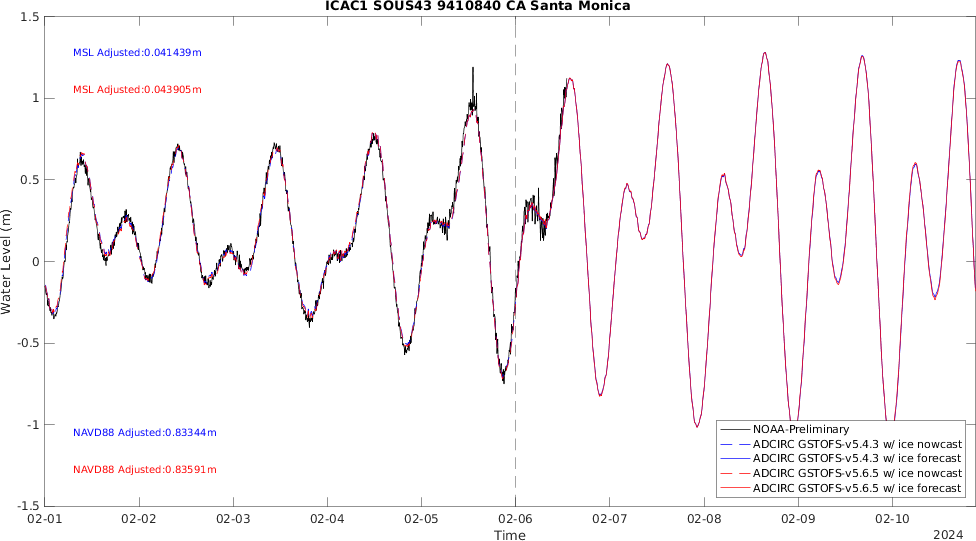 ICAC1 SOUS43 9410840 CA Santa Monica
1.5
MSL Adjusted:0.041439m
1
MSL Adjusted:0.043905m
0.5
Water Level (m)
0
-0.5
-1
NAVD88 Adjusted:0.83344m
NOAA-Preliminary
ADCIRC GSTOFS-v5.4.3 w/ ice nowcast
ADCIRC GSTOFS-v5.4.3 w/ ice forecast
NAVD88 Adjusted:0.83591m
ADCIRC GSTOFS-v5.6.5 w/ ice nowcast
ADCIRC GSTOFS-v5.6.5 w/ ice forecast
-1.5
02-01 02-02 02-03 02-04 02-05 02-06 02-07 02-08 02-09 02-10
Time
2024